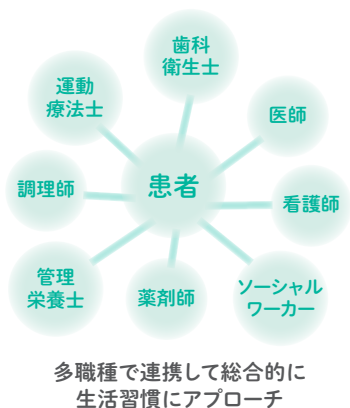 歯科
衛生士
運動
療法士
医師
患者
調理師
看護師
管理
栄養士
薬剤師
ソーシャル
ワーカー
多職種で連携して総合的に
生活習慣にアプローチ